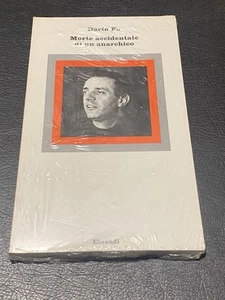 Dario Fo
Morte accidentale
di un anarchico
Einaudi